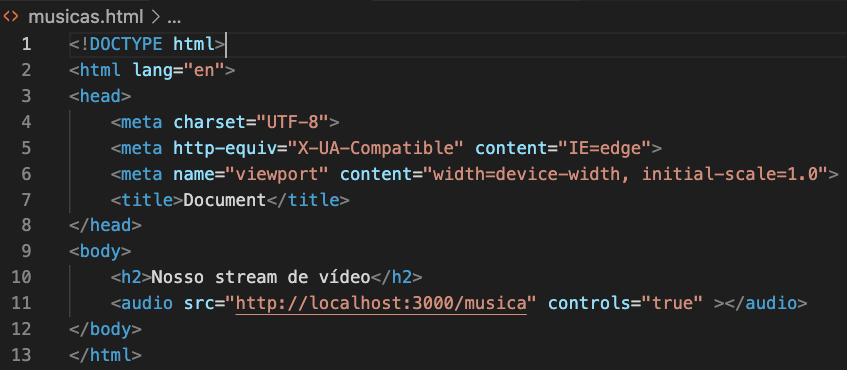 musicas.html > ...
1 <!DOCTYPE html>
2 <html lang="en">
3 <head>
4 <meta charset="UTF-8">
5 <meta http-equiv="X-UA-Compatible" content="IE=edge">
6 <meta name="viewport" content="width=device-width, initial-scale=1.0">
7 <title>Document</title>
8 </head>
9 <body>
10 <h2>Nosso stream de vídeo</h2>
11 <audio src="http://localhost:3000/musica" controls="true" ></audio>
12 </body>
13 </html>